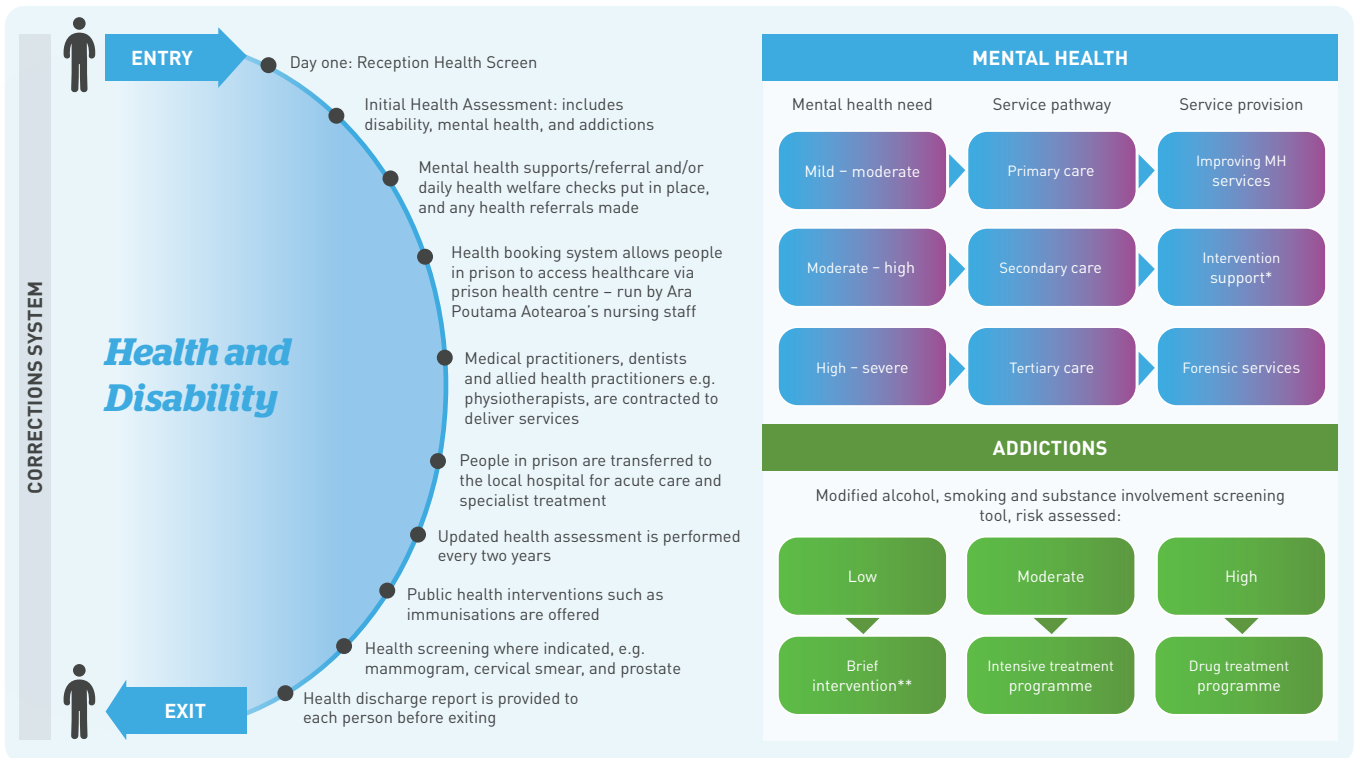 CORRECTIONS SYSTEM
ENTRY
Health and
Disability
EXIT
Day one: Reception Health Screen
Initial Health Assessment: includes
disability, mental health, and addictions
Mental health supports/referral and/or
daily health welfare checks put in place,
and any health referrals made
Health booking system allows people
in prison to access healthcare via
prison health centre – run by Ara
Poutama Aotearoa's nursing staff
Medical practitioners, dentists
and allied health practitioners e.g.
physiotherapists, are contracted to
deliver services
People in prison are transferred to
the local hospital for acute care and
specialist treatment
Updated health assessment is performed
every two years
Public health interventions such as
immunisations are offered
Health screening where indicated, e.g.
mammogram, cervical smear, and prostate
Health discharge report is provided to
each person before exiting
MENTAL HEALTH
Mental health need
Service pathway
Service provision
Mild – moderate
Primary care
Improving MH
services
Moderate – high
Secondary care
Intervention
support*
High – severe
Tertiary care
Forensic services
ADDICTIONS
Modified alcohol, smoking and substance involvement screening
tool, risk assessed:
Low
Moderate
High
Brief
intervention**
Intensive treatment
programme
Drug treatment
programme